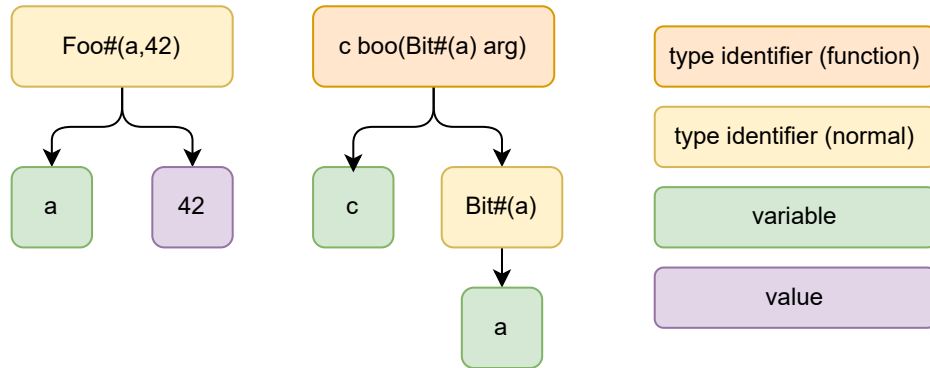 Foo#(a,42)
a
42
c boo(Bit#(a) arg)
c
Bit#(a)
a
type identifier (function)
type identifier (normal)
variable
value